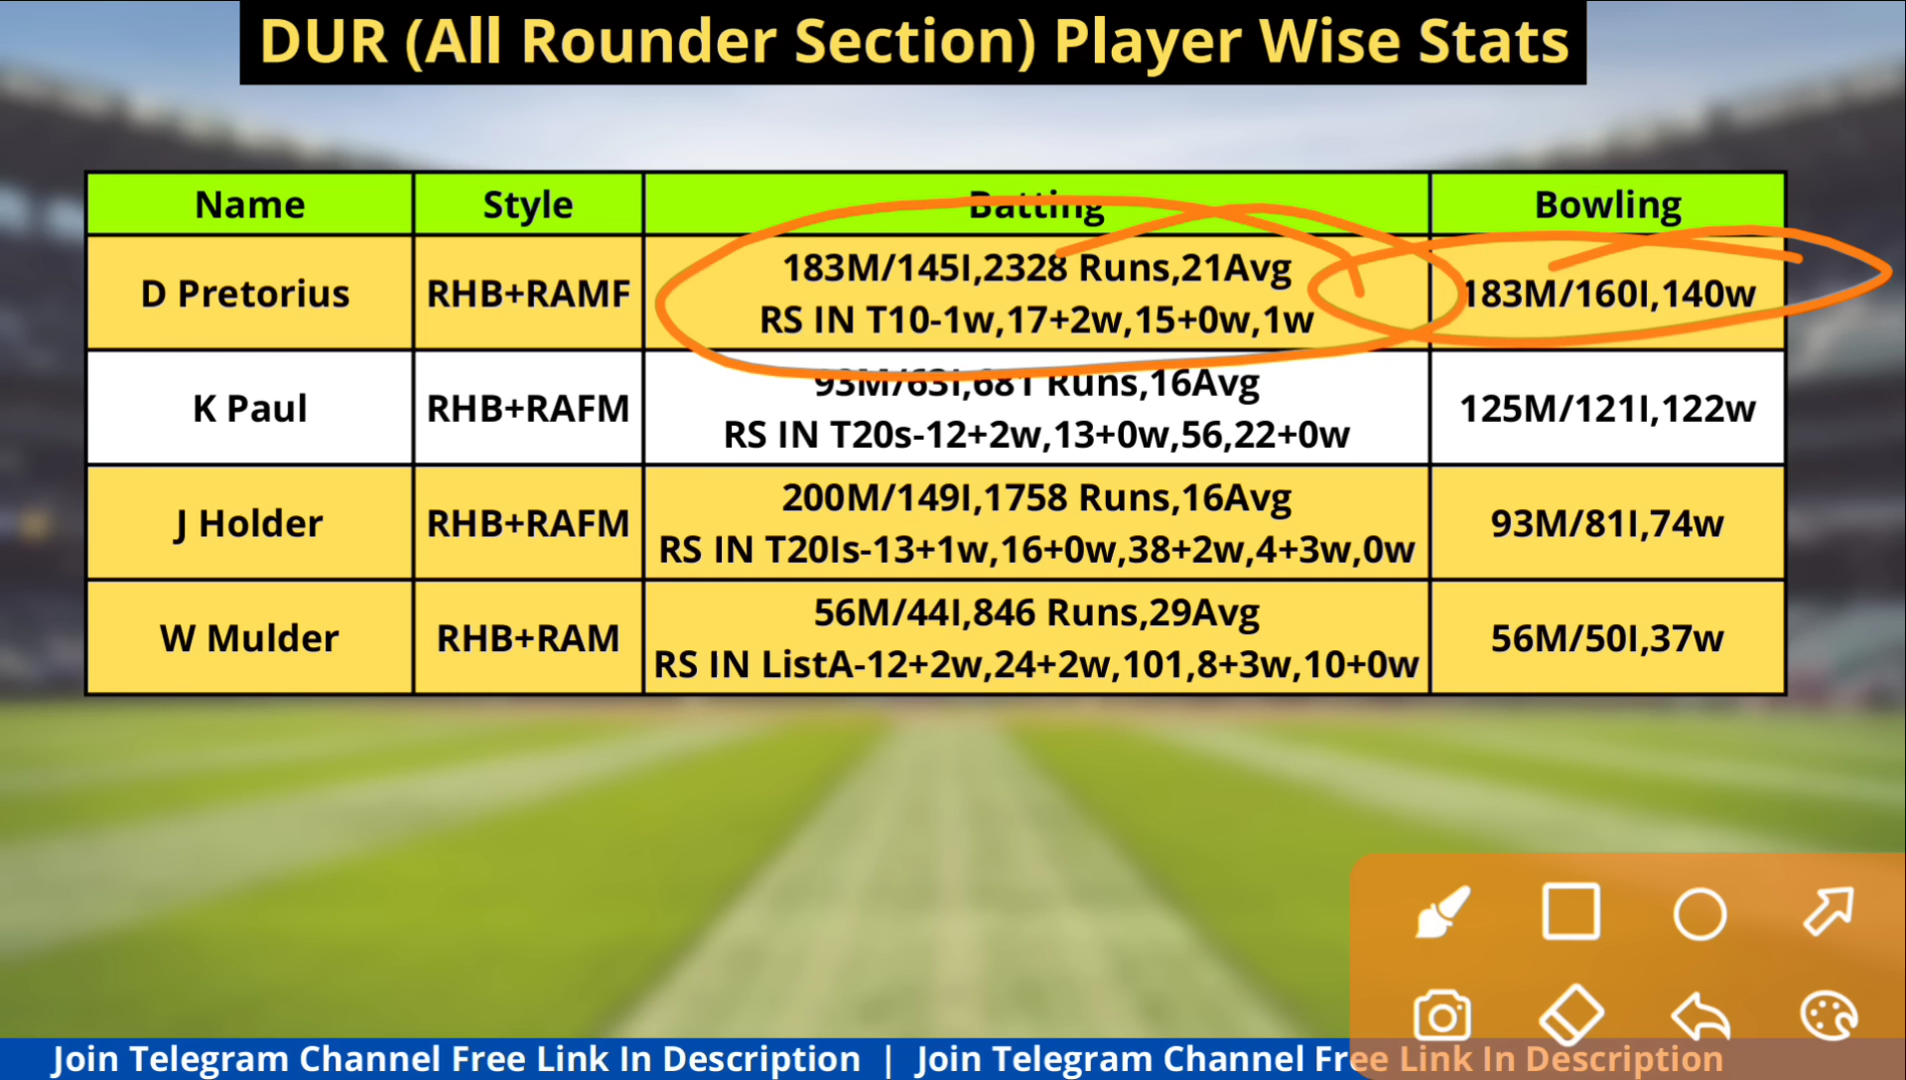 DUR (All Rounder Section) Player Wise Stats
Name Style Batting Bowling
D Pretorius RHB+RAMF 183M/145I,2328 Runs,21Avg 183M/160I,140w
RS IN T10-1w,17+2w,15+0w,1w
K Paul RHB+RAFM 93M/63I,681 Runs,16Avg 125M/121I,122w
RS IN T20s-12+2w,13+0w,56,22+0w
J Holder RHB+RAFM 200M/149I,1758 Runs,16Avg 93M/81I,74w
RS IN T20Is-13+1w,16+0w,38+2w,4+3w,0w
W Mulder RHB+RAM 56M/44I,846 Runs,29Avg 56M/50I,37w
RS IN ListA-12+2w,24+2w,101,8+3w,10+0w
Join Telegram Channel Free Link In Description | Join Telegram Channel Free Link In Description